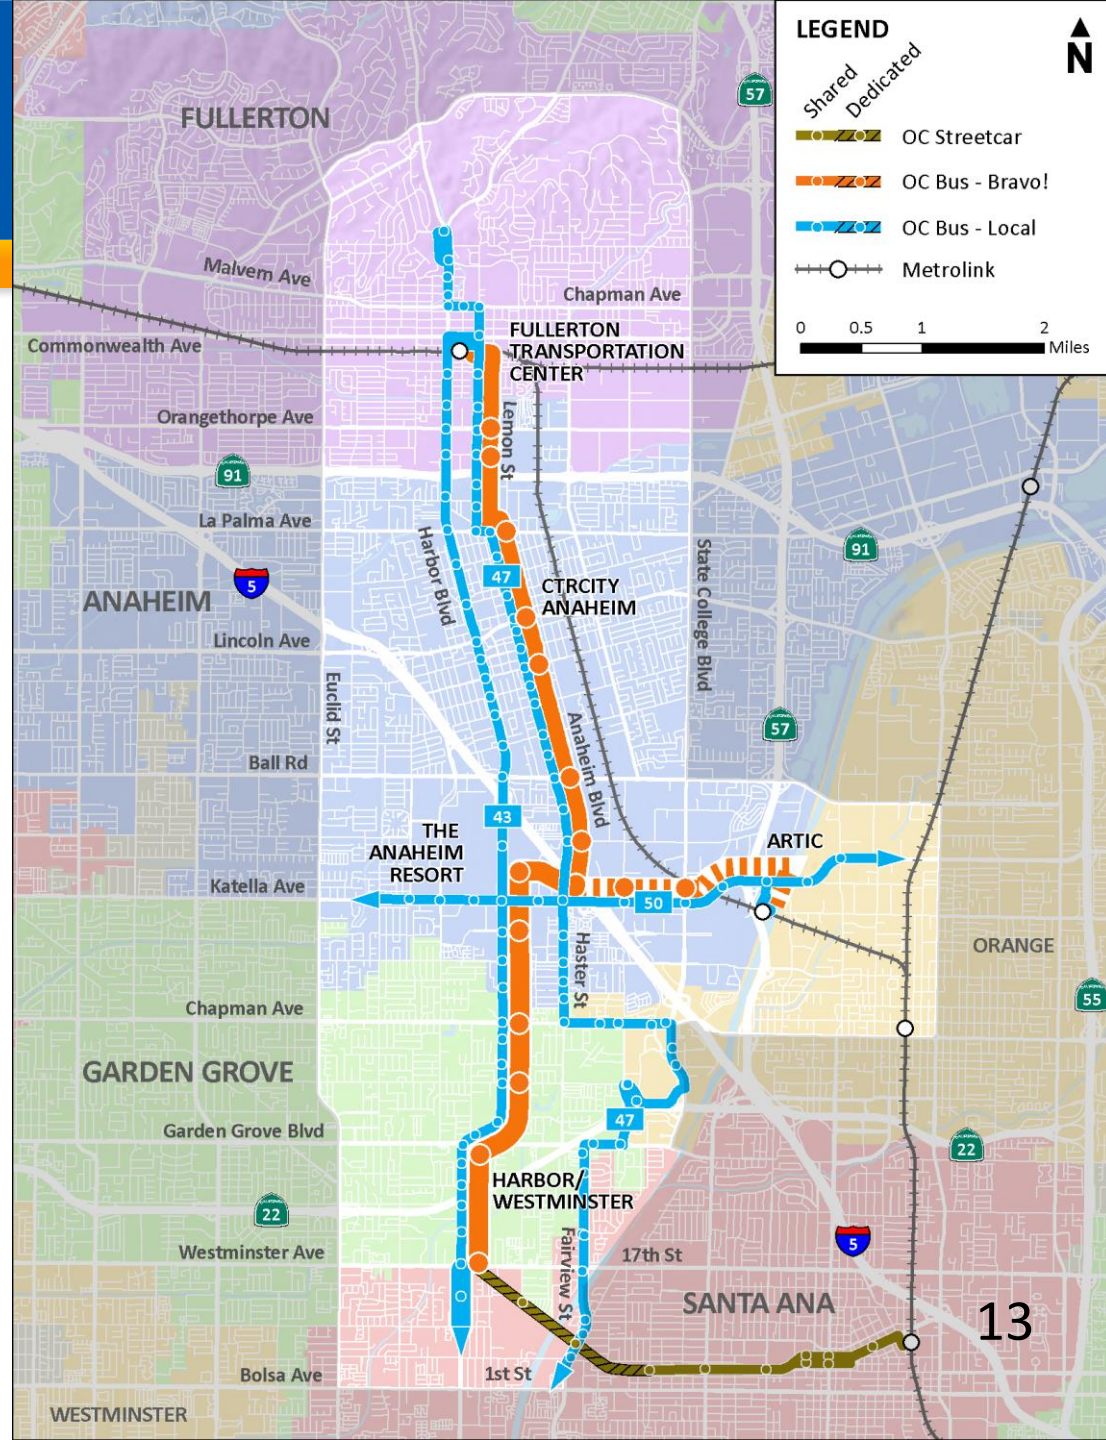 LEGEND
N
Shared
Dedicated
OC Streetcar
OC Bus - Bravo!
OC Bus - Local
Metrolink
0 0.5 1 2
Miles
57
FULLERTON
Malvern Ave
Chapman Ave
Commonwealth Ave
FULLERTON
TRANSPORTATION
CENTER
Orangethorpe Ave
Lemon St
91
La Palma Ave
Harbor Blvd
State College Blvd
91
5
47
CTRCITY
ANAHEIM
ANAHEIM
Lincoln Ave
Euclid St
Anaheim Blvd
57
Ball Rd
43
THE
ANAHEIM
RESORT
ARTIC
Katella Ave
50
Haster St
ORANGE
55
Chapman Ave
GARDEN GROVE
47
Garden Grove Blvd
22
HARBOR/
WESTMINSTER
22
Westminster Ave
Fairview St
17th St
5
SANTA ANA
13
Bolsa Ave
1st St
WESTMINSTER